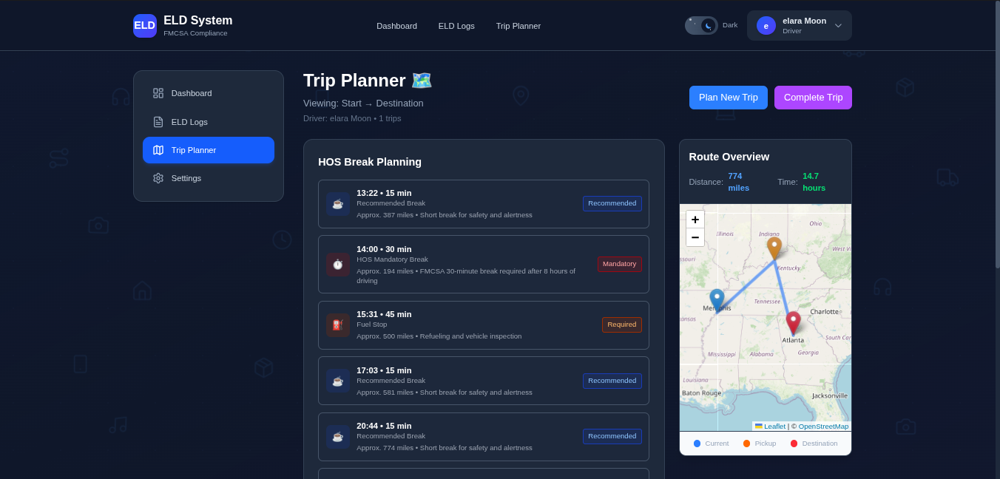 ELD
ELD System
FMCSA Compliance
Dashboard
ELD Logs
Trip Planner
Dark
e
elara Moon
Driver
Dashboard
ELD Logs
Trip Planner
Settings
Trip Planner
Viewing: Start → Destination
Driver: elara Moon • 1 trips
Plan New Trip
Complete Trip
HOS Break Planning
13:22 • 15 min
Recommended Break
Approx. 387 miles • Short break for safety and alertness
Recommended
14:00 • 30 min
HOS Mandatory Break
Approx. 194 miles • FMCSA 30-minute break required after 8 hours of
driving
Mandatory
15:31 • 45 min
Fuel Stop
Approx. 500 miles • Refueling and vehicle inspection
Required
17:03 • 15 min
Recommended Break
Approx. 581 miles • Short break for safety and alertness
Recommended
20:44 • 15 min
Recommended Break
Approx. 774 miles • Short break for safety and alertness
Recommended
Route Overview
Distance: 774 miles
Time: 14.7 hours
+
−
Ohio
Illinois
Indiana
West Vi
ssouri
Kentucky
Tennessee
Memphis
Charlotte
ansas
Atlanta
South Car
Mississippi
Alabama
Georgia
Louisiana
Baton Rouge
Jacksonville
Leaflet | © OpenStreetMap
Current
Pickup
Destination